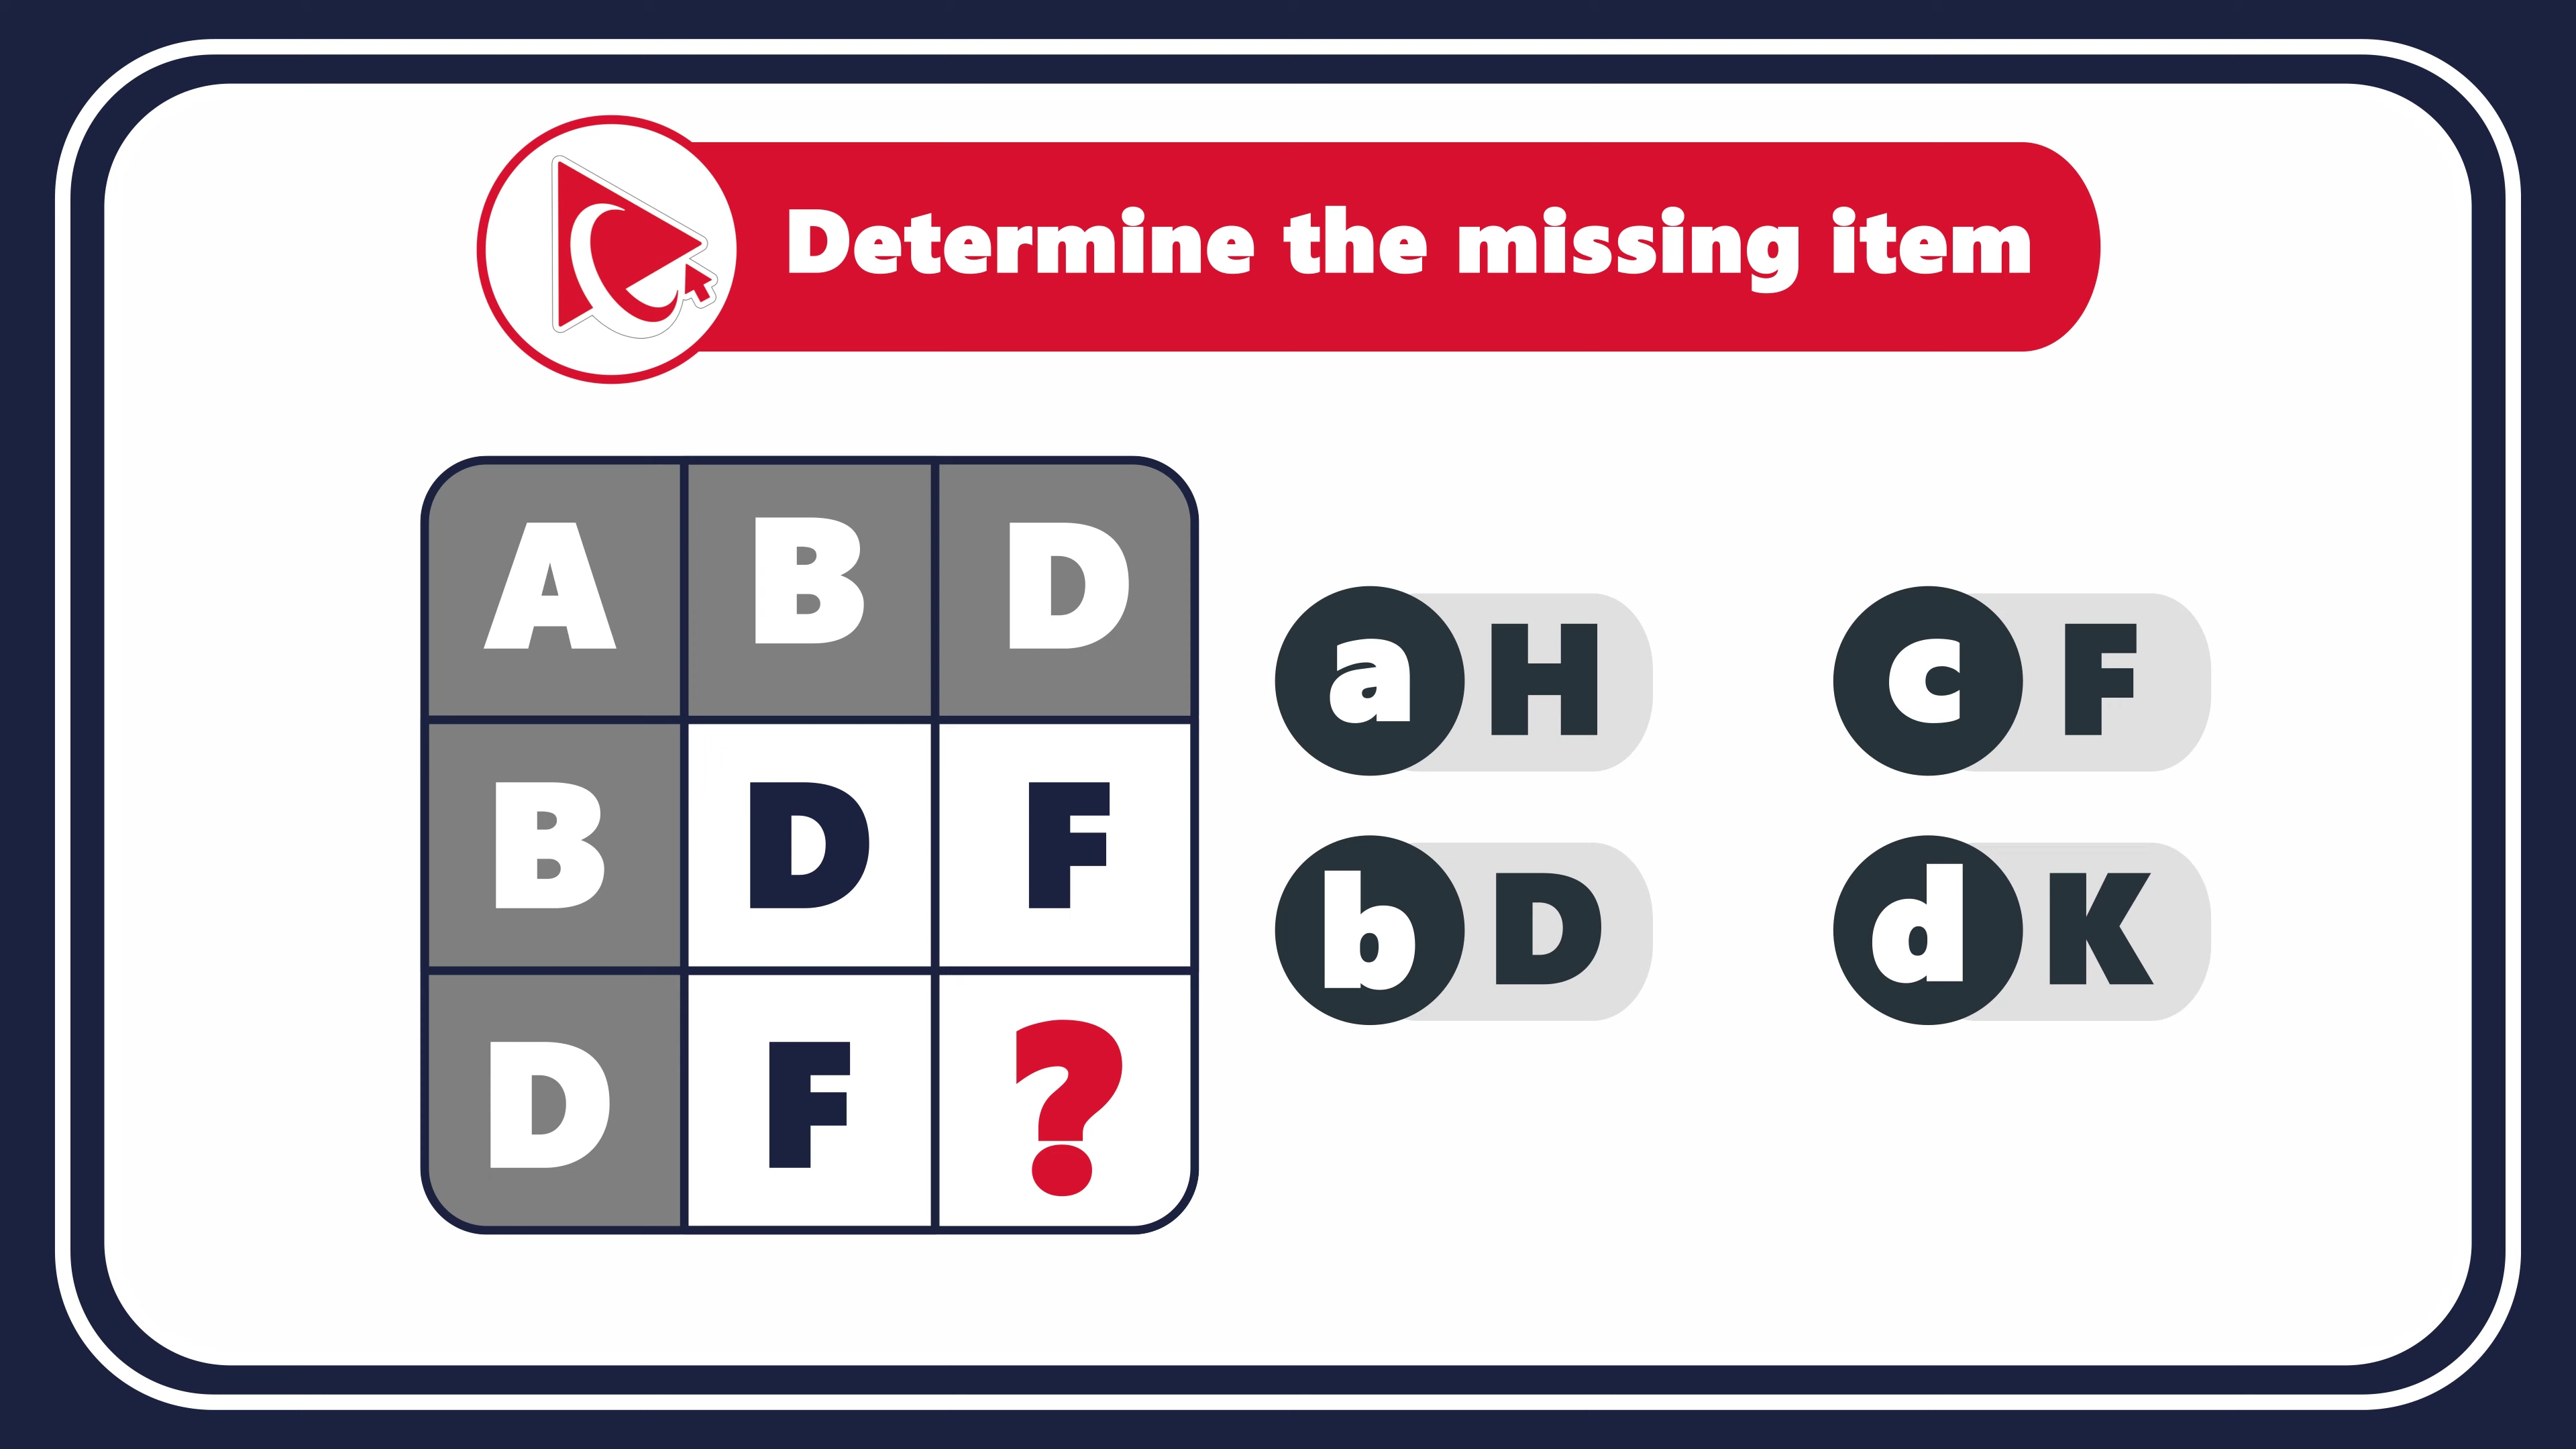 Determine the missing item
A B D
B D F
D F ?
a H
c F
b D
d K